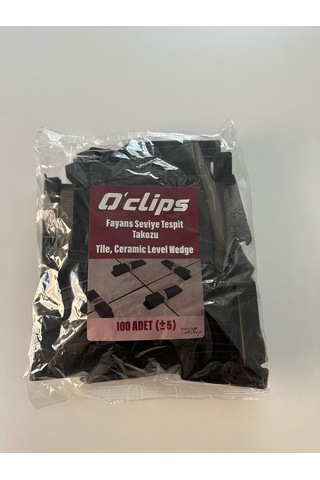 O'clips
Fayans Seviye Tespit
Takozu
Tile, Ceramic Level Wedge
100 ADET (±5)